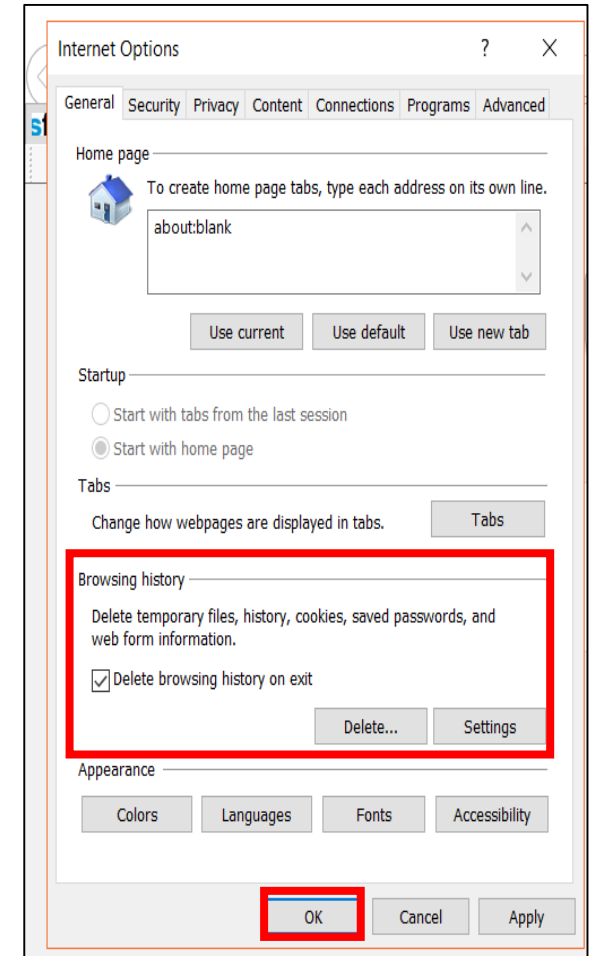 Internet Options ?
General Security Privacy Content Connections Programs Advanced
Home page
To create home page tabs, type each address on its own line.
about:blank
Use current Use default Use new tab
Startup
Start with tabs from the last session
Start with home page
Tabs
Change how webpages are displayed in tabs. Tabs
Browsing history
Delete temporary files, history, cookies, saved passwords, and
web form information.
Delete browsing history on exit
Delete... Settings
Appearance
Colors Languages Fonts Accessibility
OK Cancel Apply